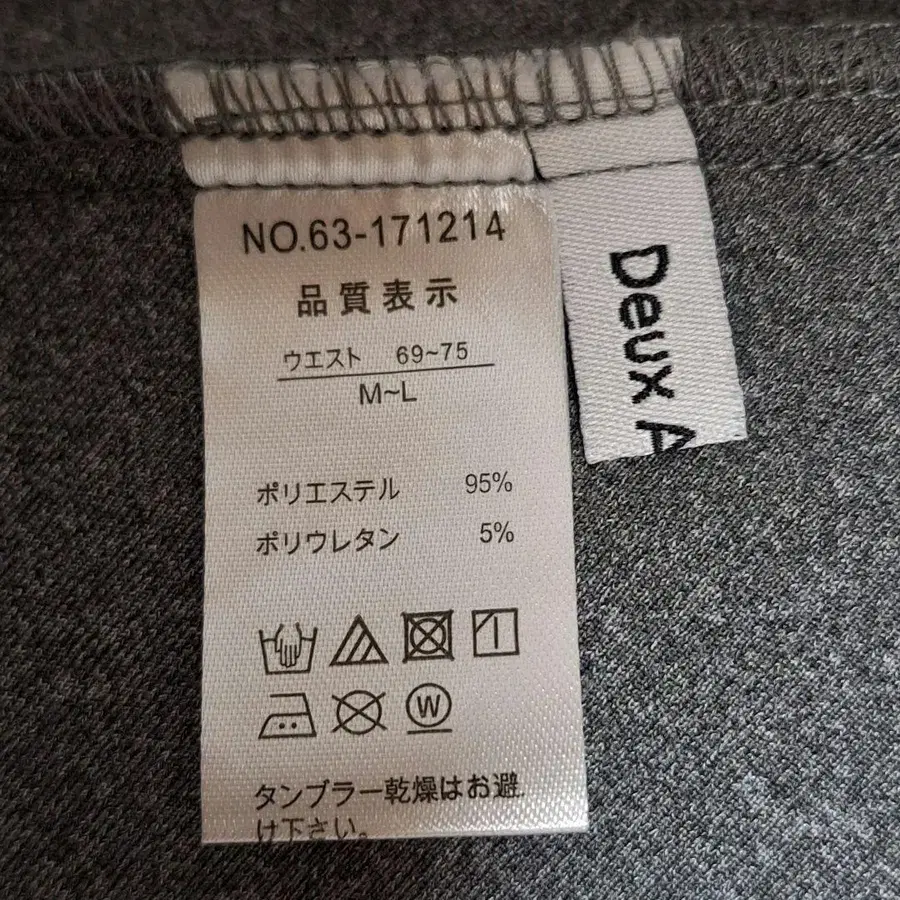 NO.63-171214
品質表示
ウエスト 69~75
M~L
ポリエステル 95%
ポリウレタン 5%
W
タンブラー乾燥はお避
け下さい。
Deux A